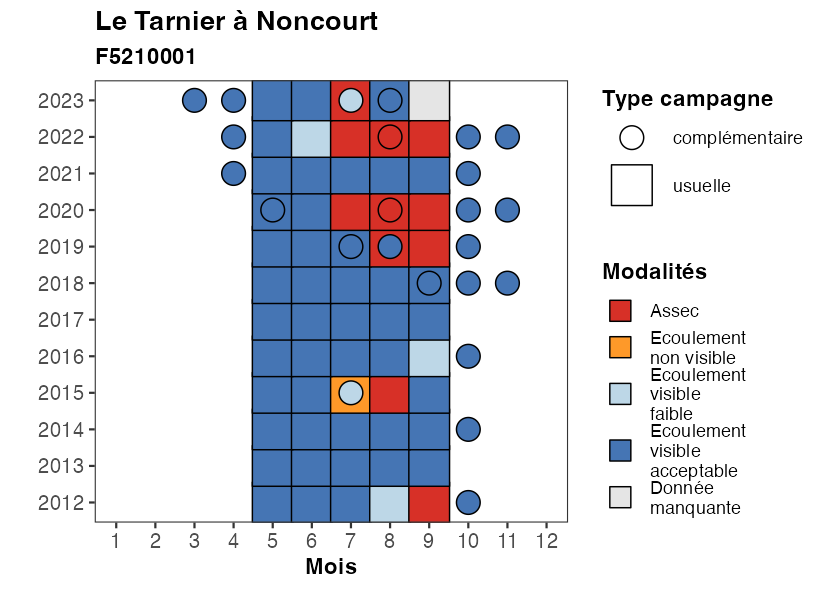 Le Tarnier à Noncourt
F5210001
2023
2022
2021
2020
2019
2018
2017
2016
2015
2014
2013
2012
1 2 3 4 5 6 7 8 9 10 11 12
Mois
Type campagne
complémentaire
usuelle
Modalités
Assec
Ecoulement
non visible
Ecoulement
visible
faible
Ecoulement
visible
acceptable
Donnée
manquante